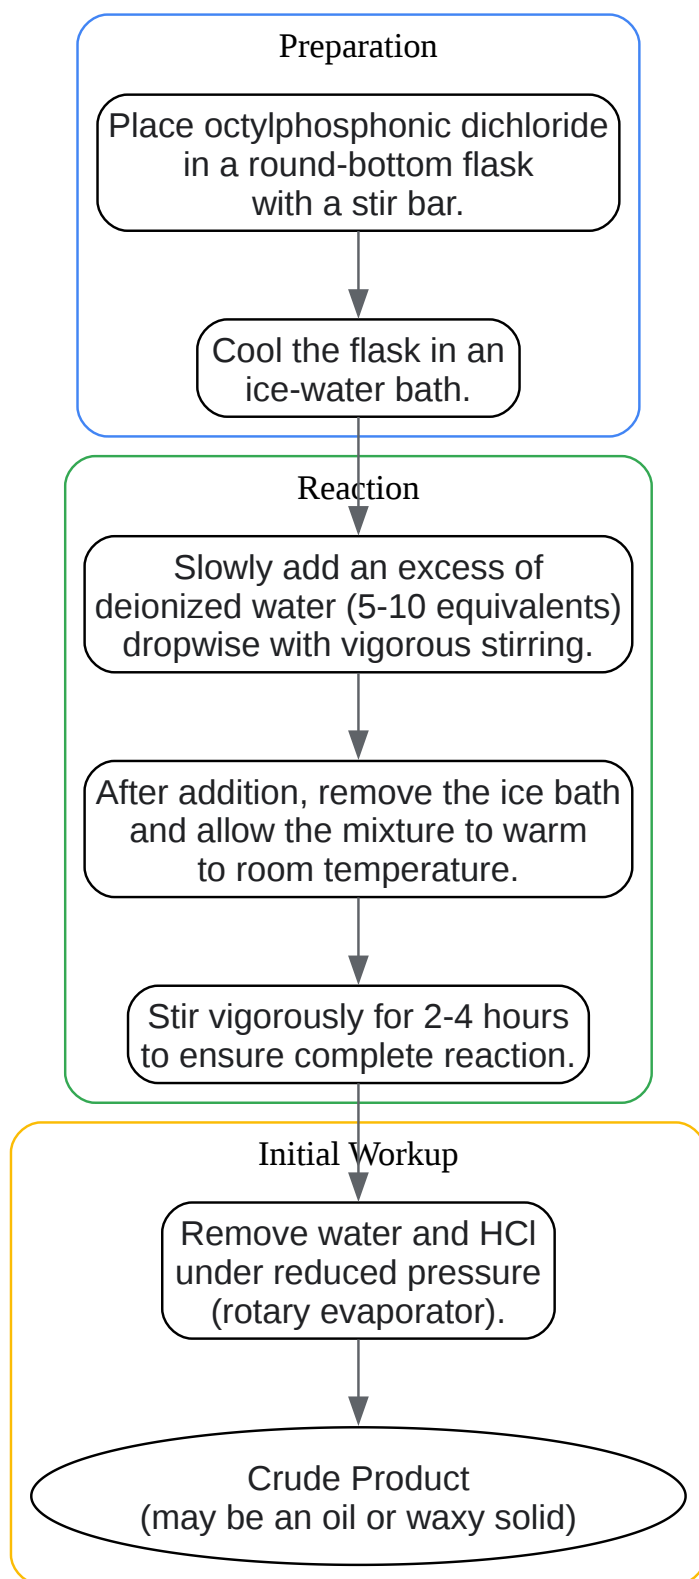 Preparation
Place octylphosphonic dichloride
in a round-bottom flask
with a stir bar.
Cool the flask in an
ice-water bath.
Reaction
Slowly add an excess of
deionized water (5-10 equivalents)
dropwise with vigorous stirring.
After addition, remove the ice bath
and allow the mixture to warm
to room temperature.
Stir vigorously for 2-4 hours
to ensure complete reaction.
Initial Workup
Remove water and HCl
under reduced pressure
(rotary evaporator).
Crude Product
(may be an oil or waxy solid)